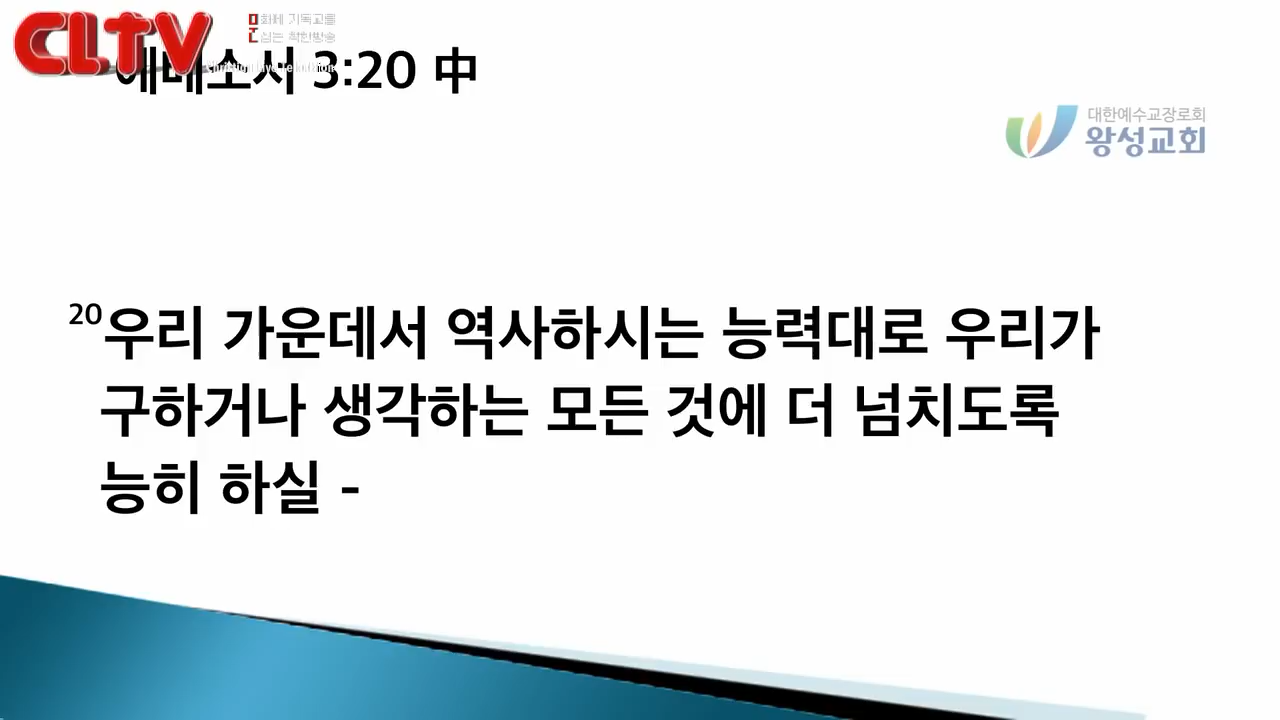 CLTV
에베소서 3:20 中
대한예수교장로회
왕성교회
20우리 가운데서 역사하시는 능력대로 우리가
구하거나 생각하는 모든 것에 더 넘치도록
능히 하실 -